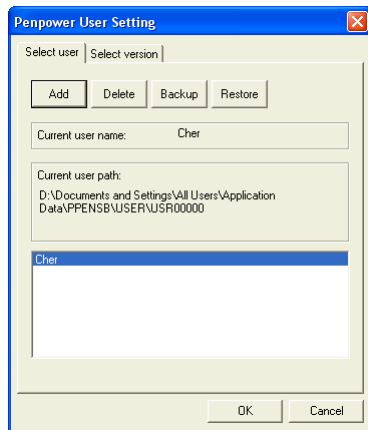 Penpower User Setting
Select user Select version
Add Delete Backup Restore
Current user name: Cher
Current user path:
D:\Documents and Settings\All Users\Application
Data\PPENSB\USER\USR00000
Cher
OK Cancel